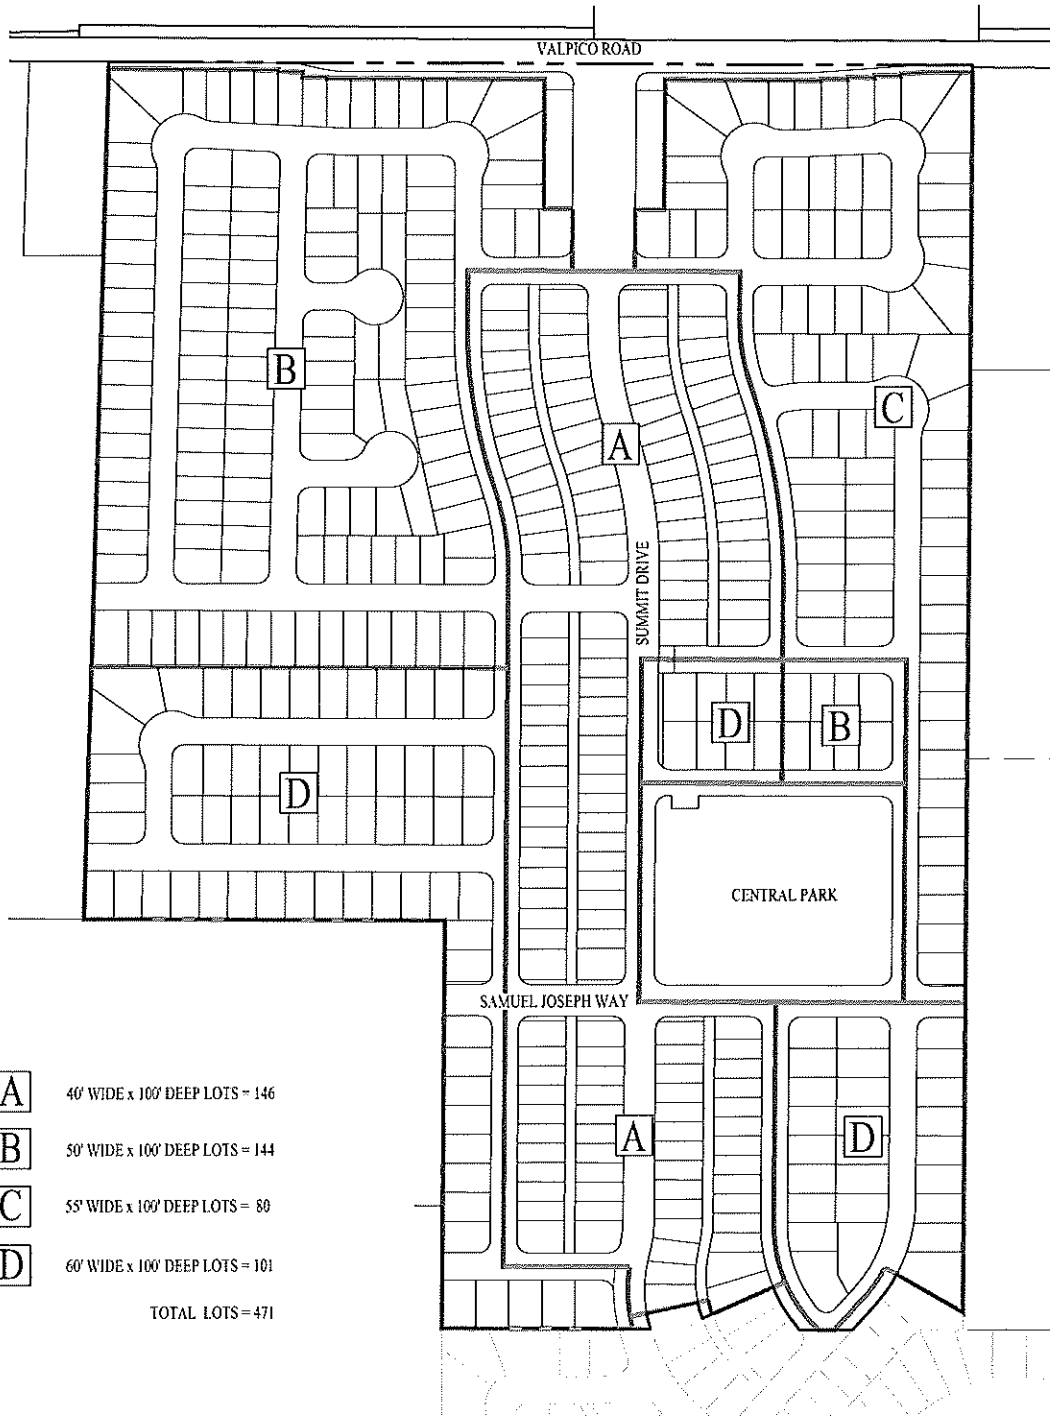 VALPICO ROAD
B
C
A
SUMMIT DRIVE
D
B
D
CENTRAL PARK
SAMUEL JOSEPH WAY
A
D
A 40' WIDE x 100' DEEP LOTS = 146
B 50' WIDE x 100' DEEP LOTS = 144
C 55' WIDE x 100' DEEP LOTS = 80
D 60' WIDE x 100' DEEP LOTS = 101
TOTAL LOTS = 471